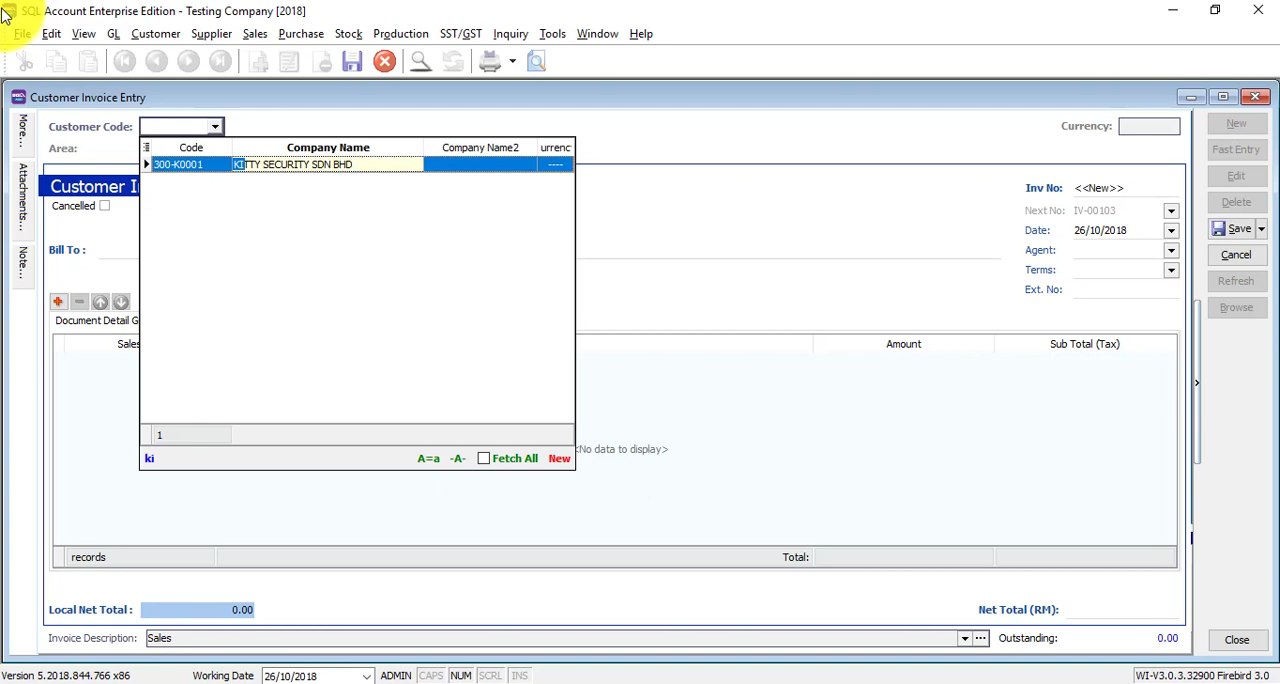 SQL Account Enterprise Edition - Testing Company [2018]
File Edit View GL Customer Supplier Sales Purchase Stock Production SST/GST Inquiry Tools Window Help
Customer Invoice Entry
More...
Attachments...
Note...
Customer Code:
Currency:
Area:
Code Company Name Company Name2 urrenc
300-K0001 KITTY SECURITY SDN BHD ----
1
ki A=a -A- Fetch All New
Customer I
Cancelled
Bill To :
Inv No: <<New>>
Next No: IV-00103
Date: 26/10/2018
Agent:
Terms:
Ext. No:
New
Fast Entry
Edit
Delete
Save
Cancel
Refresh
Browse
Document Detail G
Sales Amount Sub Total (Tax)
<No data to display>
records Total:
Local Net Total : 0.00 Net Total (RM):
Invoice Description: Sales Outstanding: 0.00
Close
Version 5.2018.844.766 x86 Working Date 26/10/2018 ADMIN CAPS NUM SCRL INS WI-V3.0.3.32900 Firebird 3.0